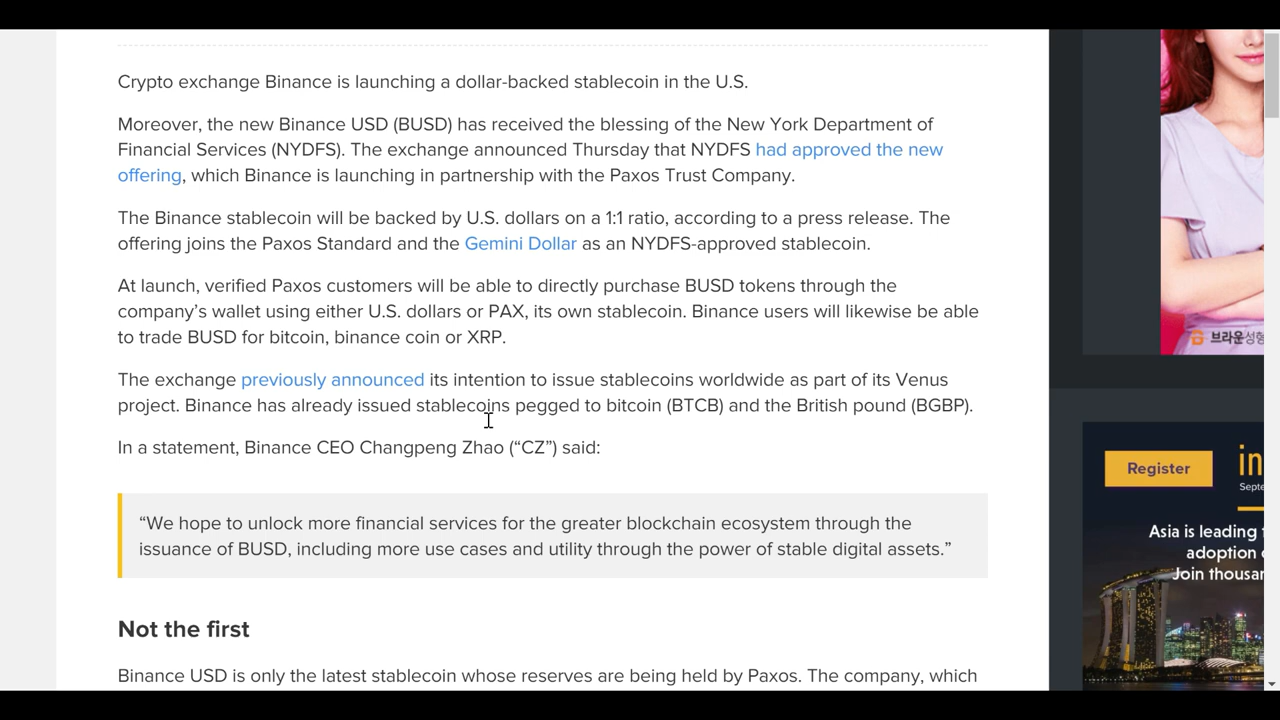 Crypto exchange Binance is launching a dollar-backed stablecoin in the U.S.
Moreover, the new Binance USD (BUSD) has received the blessing of the New York Department of
Financial Services (NYDFS). The exchange announced Thursday that NYDFS had approved the new
offering, which Binance is launching in partnership with the Paxos Trust Company.
The Binance stablecoin will be backed by U.S. dollars on a 1:1 ratio, according to a press release. The
offering joins the Paxos Standard and the Gemini Dollar as an NYDFS-approved stablecoin.
At launch, verified Paxos customers will be able to directly purchase BUSD tokens through the
company’s wallet using either U.S. dollars or PAX, its own stablecoin. Binance users will likewise be able
to trade BUSD for bitcoin, binance coin or XRP.
The exchange previously announced its intention to issue stablecoins worldwide as part of its Venus
project. Binance has already issued stablecoins pegged to bitcoin (BTCB) and the British pound (BGBP).
In a statement, Binance CEO Changpeng Zhao (“CZ”) said:
“We hope to unlock more financial services for the greater blockchain ecosystem through the
issuance of BUSD, including more use cases and utility through the power of stable digital assets.”
Not the first
Binance USD is only the latest stablecoin whose reserves are being held by Paxos. The company, which
브라운성형
Register
in
Septe
Asia is leading
adoption
Join thousan